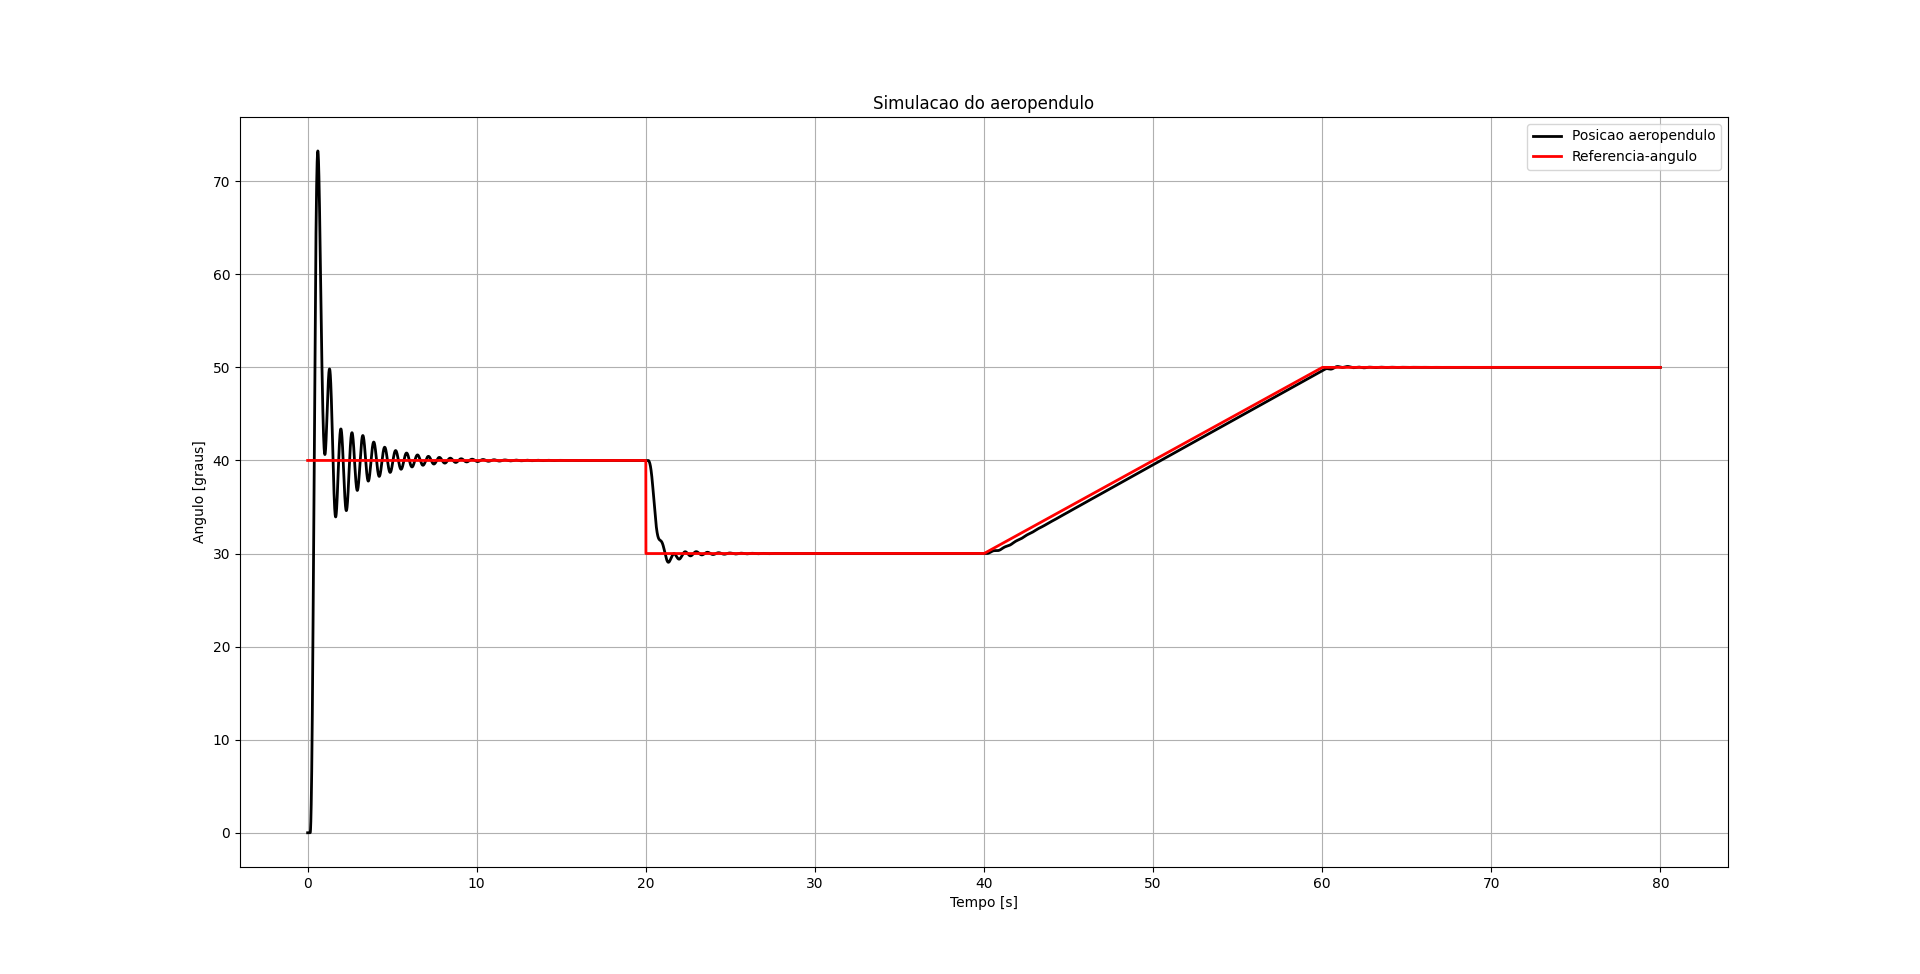 Simulacao do aeropendulo
Posicao aeropendulo
Referencia-angulo
Angulo [graus]
70
60
50
40
30
20
10
0
0 10 20 30 40 50 60 70 80
Tempo [s]